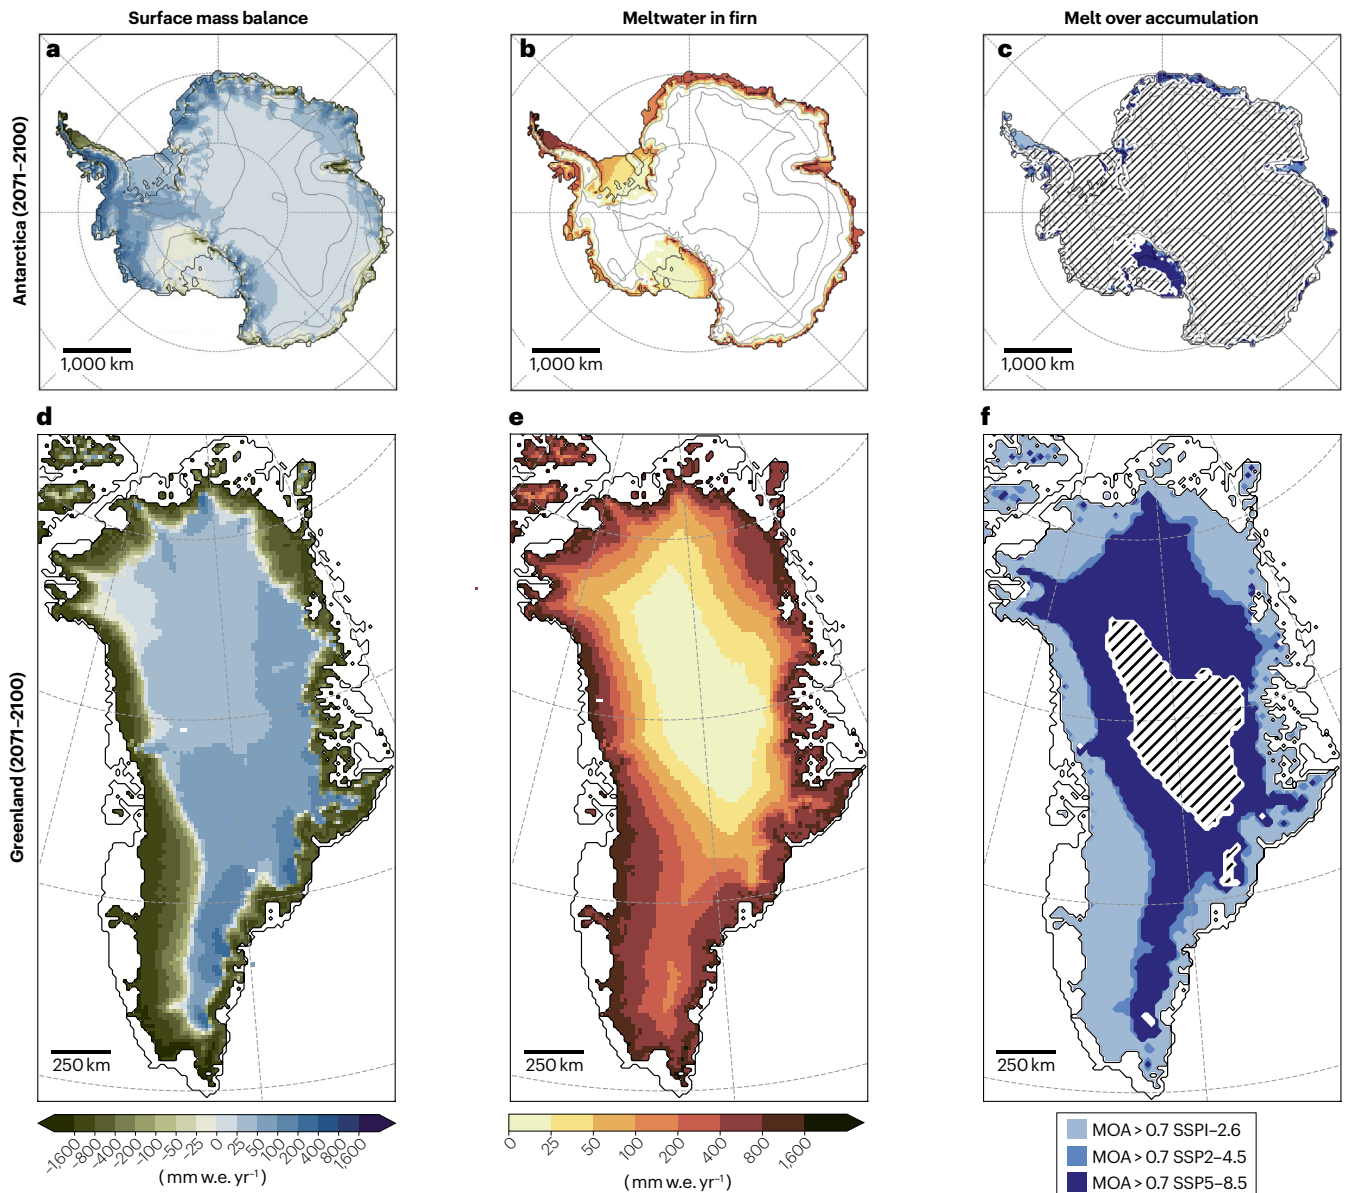 Surface mass balance
Meltwater in firn
Melt over accumulation
Antarctica (2071–2100)
a
1,000 km
b
1,000 km
c
1,000 km
Greenland (2071–2100)
d
250 km
e
f
250 km
-1,600
-800
-400
-200
-100
-50
-25
0
25
50
100
200
400
800
1,600
(mm w.e. yr⁻¹)
0
25
50
100
200
400
800
1,600
(mm w.e. yr⁻¹)
MOA > 0.7 SSPI–2.6
MOA > 0.7 SSP2–4.5
MOA > 0.7 SSP5–8.5